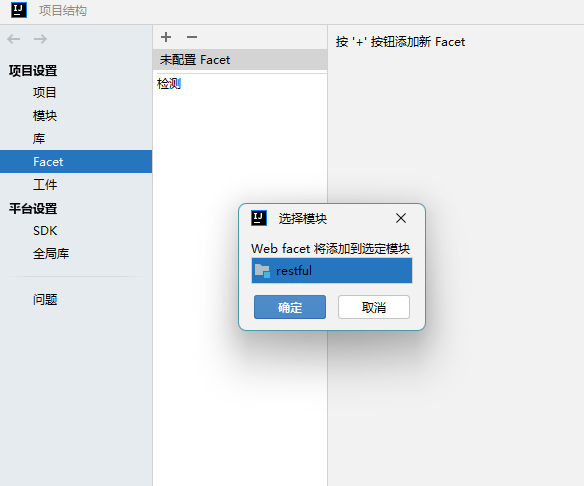 项目结构
项目设置
项目
模块
库
Facet
工件
平台设置
SDK
全局库
问题
未配置 Facet
检测
按 '+' 按钮添加新 Facet
选择模块
Web facet 将添加到选定模块
restful
确定
取消